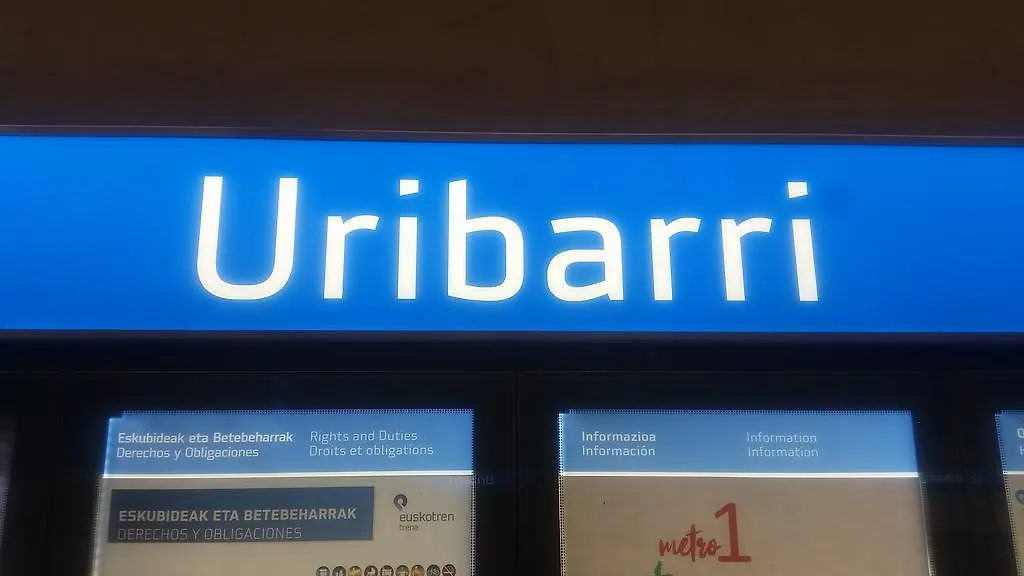 Uribarri
Eskubideak eta Betebeharrak
Derechos y Obligaciones
Rights and Duties
Droits et obligations
ESKUBIDEAK ETA BETEBEHARRAK
DERECHOS Y OBLIGACIONES
euskotren
trena
Informazioa
Información
Information
Information
metro 1